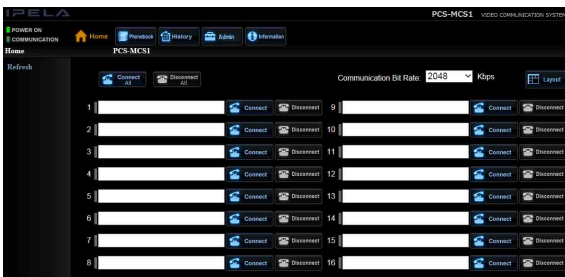 IPELA
PCS-MCS1 VIDEO COMMUNICATION SYSTEM
POWER ON
COMMUNICATION
Home Phonebook History Admin Information
Home PCS-MCS1
Refresh
Connect All Disconnect All Communication Bit Rate: 2048 Kbps Layout
1 Connect Disconnect 9 Connect Disconnect
2 Connect Disconnect 10 Connect Disconnect
3 Connect Disconnect 11 Connect Disconnect
4 Connect Disconnect 12 Connect Disconnect
5 Connect Disconnect 13 Connect Disconnect
6 Connect Disconnect 14 Connect Disconnect
7 Connect Disconnect 15 Connect Disconnect
8 Connect Disconnect 16 Connect Disconnect